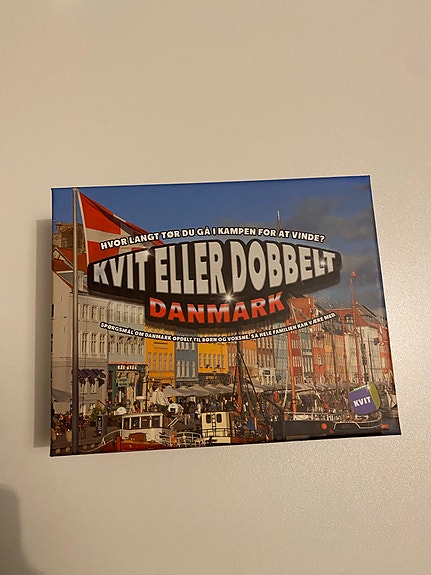 HVOR LANGT TØR DU GÅ I KAMPEN FOR AT VINDE?
KVIT ELLER DOBBELT
DANMARK
SPØRGSMÅL OM DANMARK OPDELT TIL BØRN OG VOKSNE, SÅ HELE FAMILIEN KAN VÆRE MED
KVIT